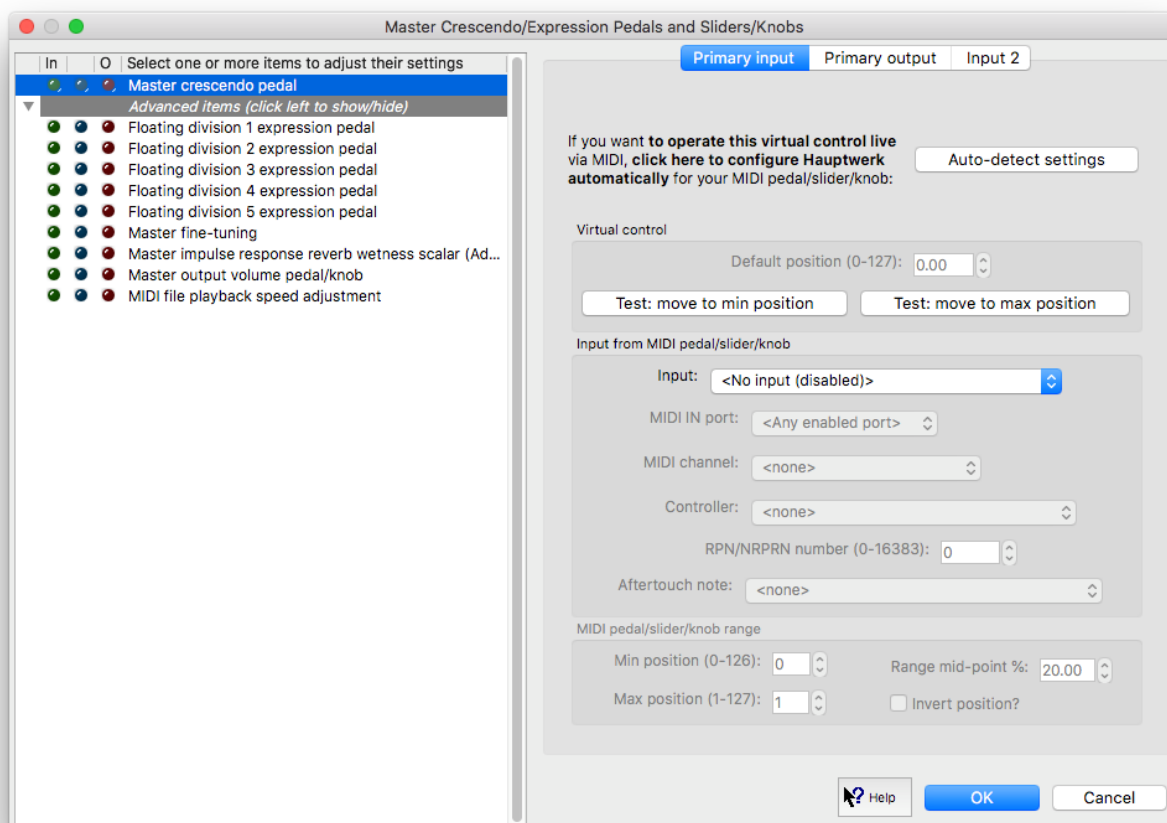 Master Crescendo/Expression Pedals and Sliders/Knobs
In O Select one or more items to adjust their settings
Master crescendo pedal
Advanced items (click left to show/hide)
Floating division 1 expression pedal
Floating division 2 expression pedal
Floating division 3 expression pedal
Floating division 4 expression pedal
Floating division 5 expression pedal
Master fine-tuning
Master impulse response reverb wetness scalar (Ad...
Master output volume pedal/knob
MIDI file playback speed adjustment
Primary input Primary output Input 2
If you want to operate this virtual control live
via MIDI, click here to configure Hauptwerk
automatically for your MIDI pedal/slider/knob:
Auto-detect settings
Virtual control
Default position (0-127): 0.00
Test: move to min position Test: move to max position
Input from MIDI pedal/slider/knob
Input: <No input (disabled)>
MIDI IN port: <Any enabled port>
MIDI channel: <none>
Controller: <none>
RPN/NRPRN number (0-16383): 0
Aftertouch note: <none>
MIDI pedal/slider/knob range
Min position (0-126): 0 Range mid-point %: 20.00
Max position (1-127): 1 Invert position?
? Help OK Cancel